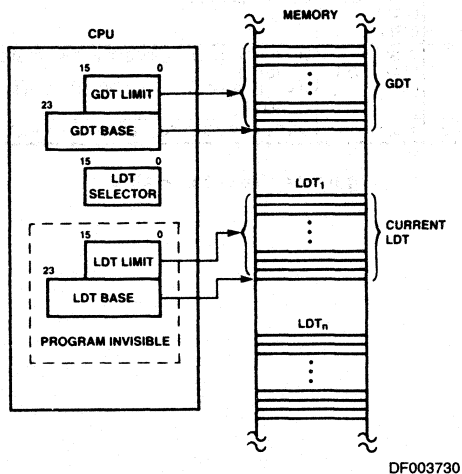 MEMORY
CPU
15 0
GDT LIMIT
23
GDT BASE
GDT
15 0
LDT
SELECTOR
LDT1
15 0
LDT LIMIT
23
LDT BASE
CURRENT
LDT
PROGRAM INVISIBLE
LDTn
DF003730